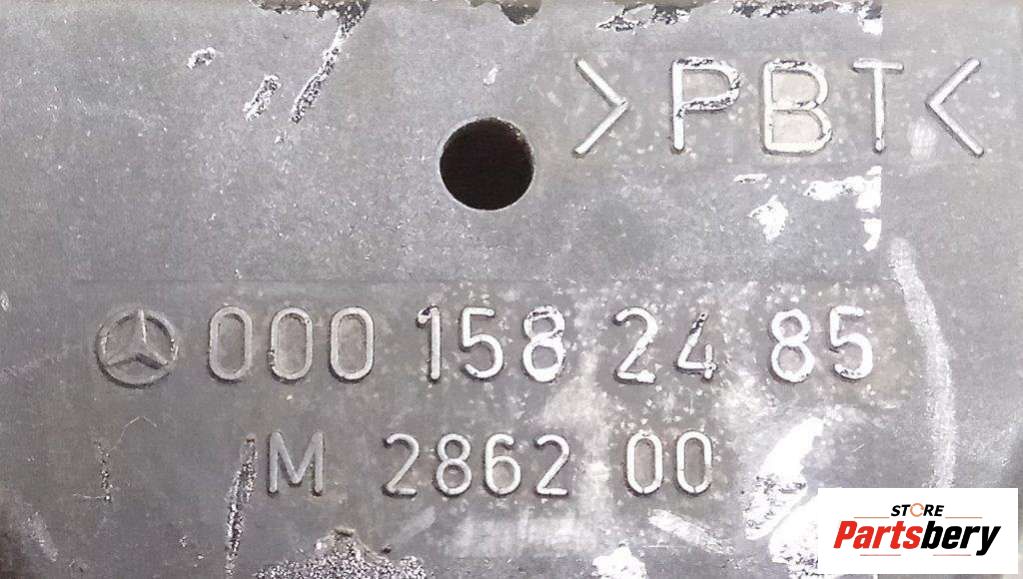 >PBT<
000 158 24 85
M 2862 00
STORE
Partsbery